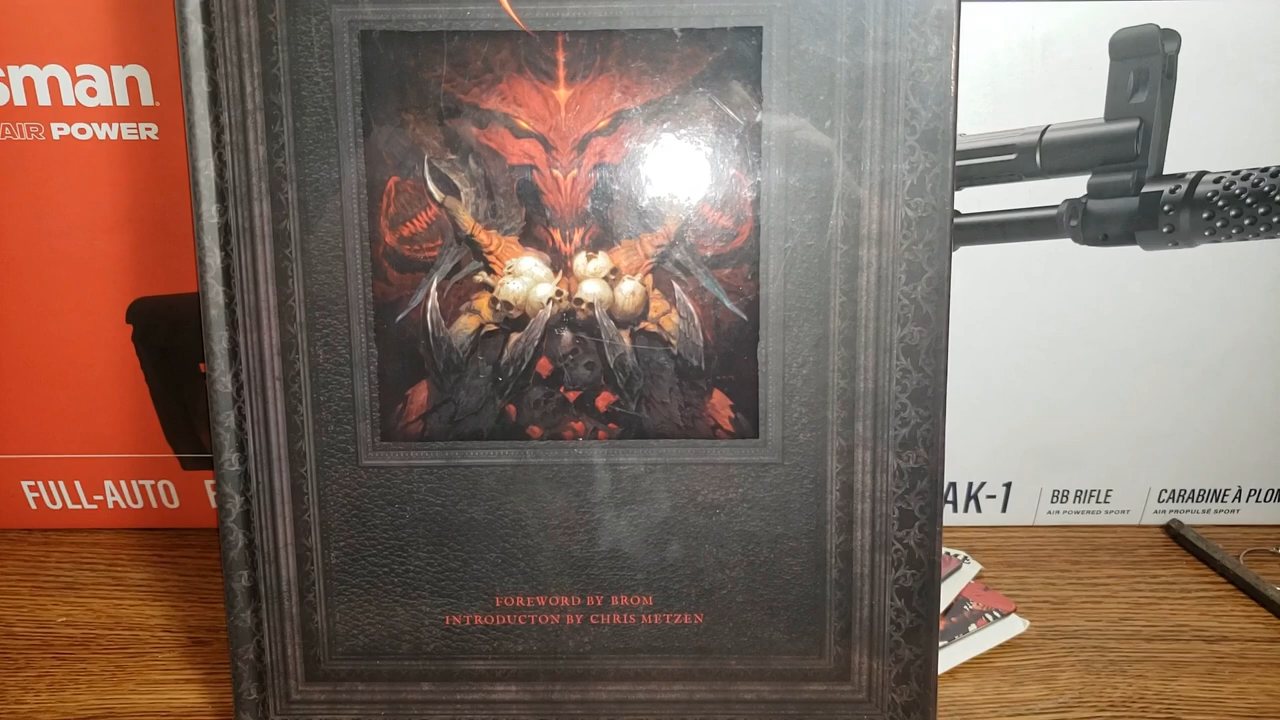 sman
AIR POWER
FULL-AUTO
FOREWORD BY BROM
INTRODUCTON BY CHRIS METZEN
AK-1
BB RIFLE
AIR-POWERED SPORT
CARABINE À PLOM
AIR PROPULSÉ SPORT